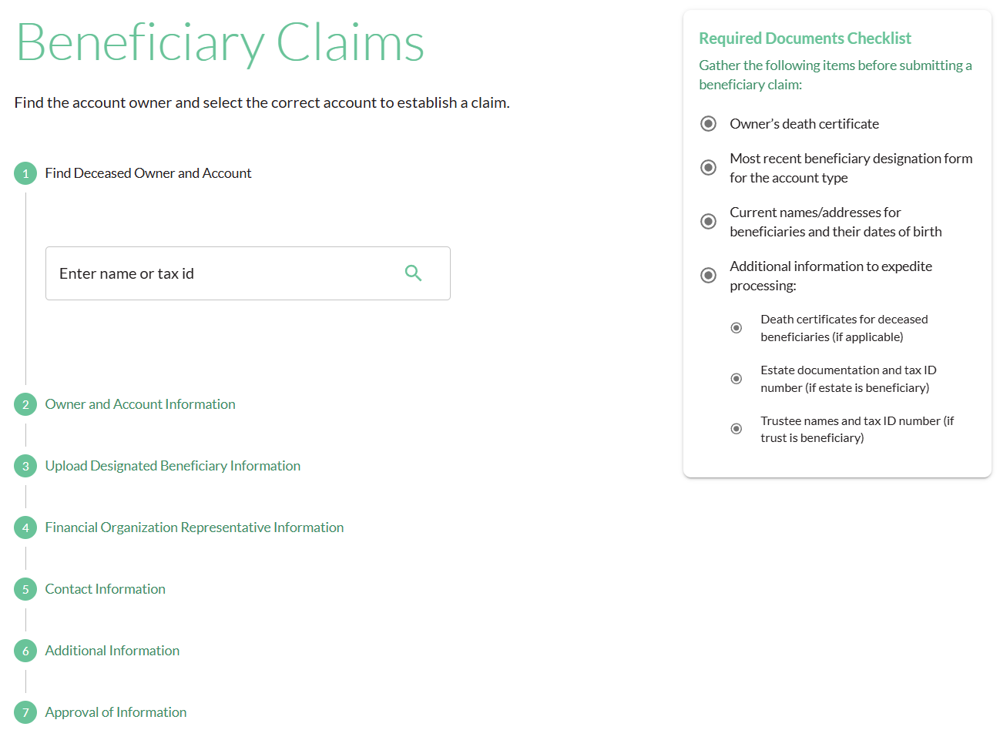 Beneficiary Claims
Find the account owner and select the correct account to establish a claim.
1 Find Deceased Owner and Account
Enter name or tax id
2 Owner and Account Information
3 Upload Designated Beneficiary Information
4 Financial Organization Representative Information
5 Contact Information
6 Additional Information
7 Approval of Information
Required Documents Checklist
Gather the following items before submitting a
beneficiary claim:
Owner’s death certificate
Most recent beneficiary designation form
for the account type
Current names/addresses for
beneficiaries and their dates of birth
Additional information to expedite
processing:
Death certificates for deceased
beneficiaries (if applicable)
Estate documentation and tax ID
number (if estate is beneficiary)
Trustee names and tax ID number (if
trust is beneficiary)